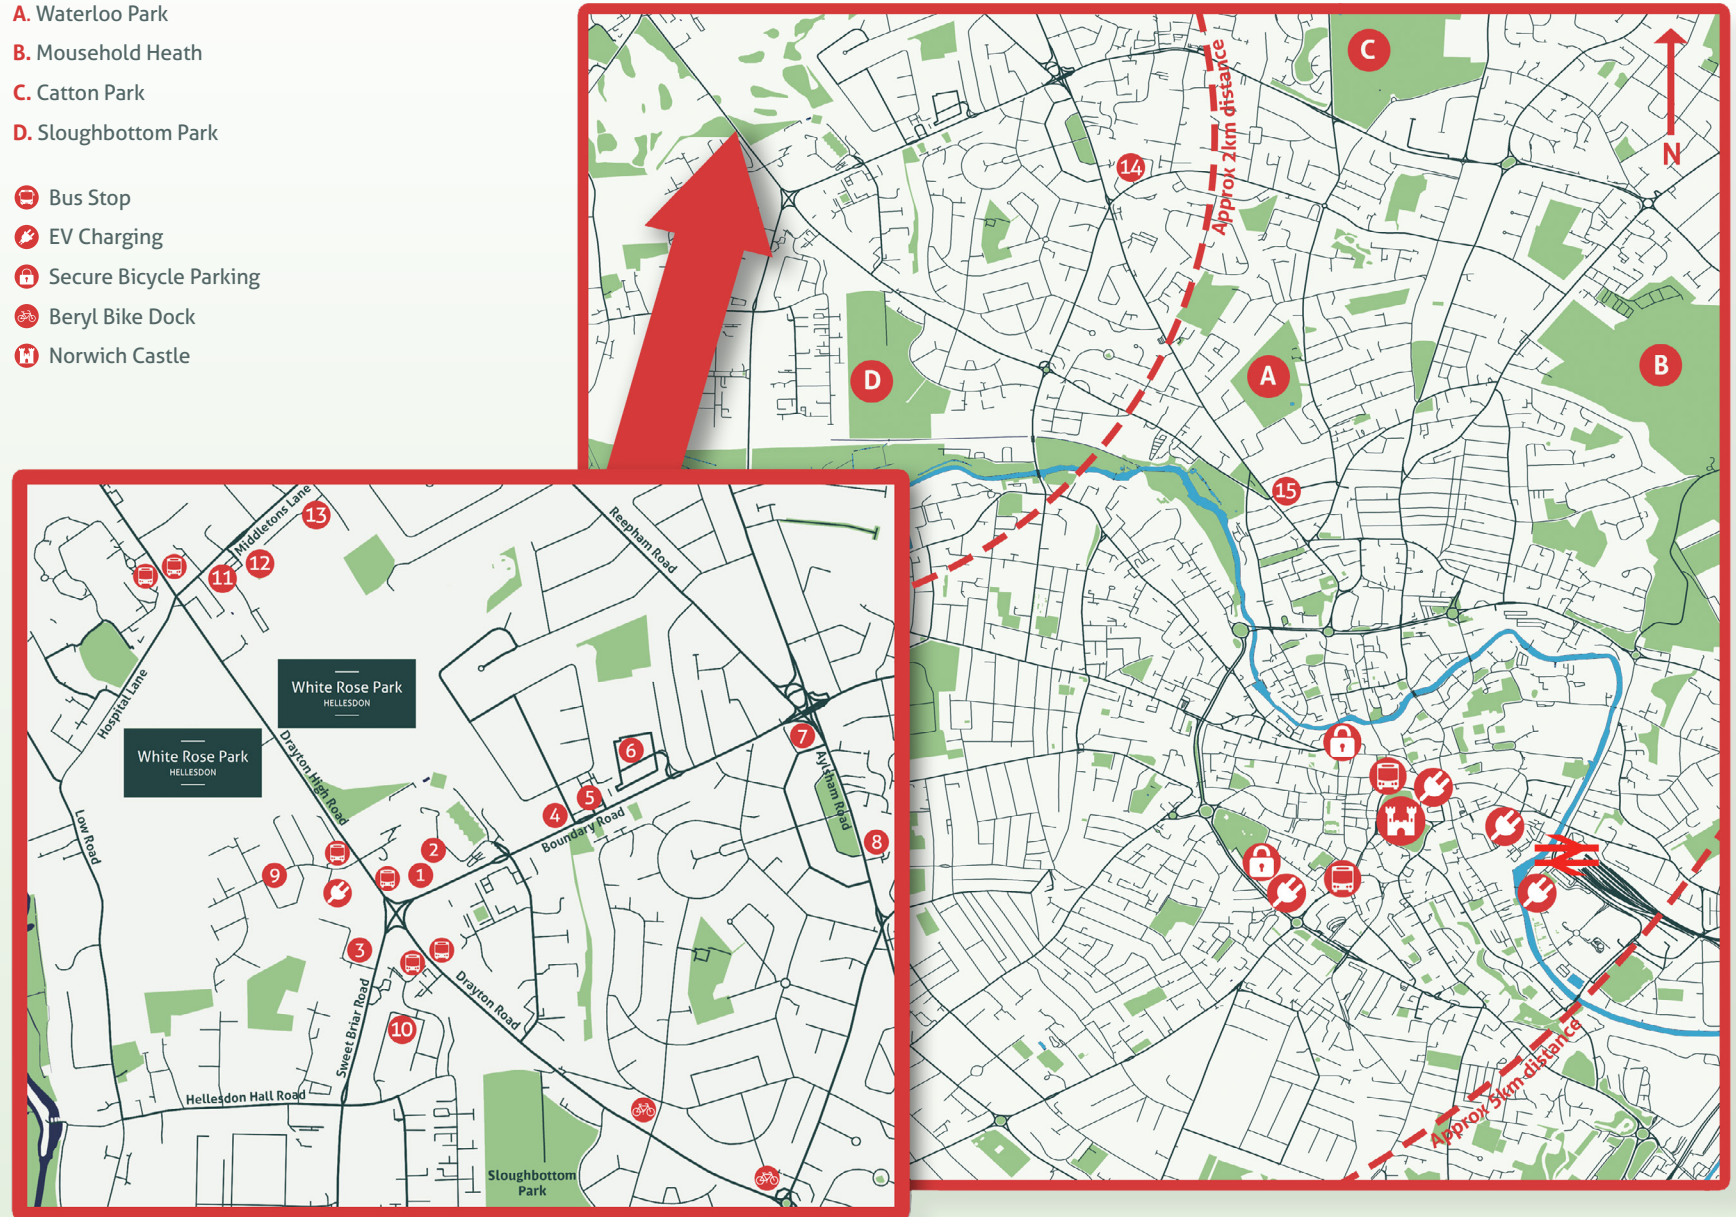 A. Waterloo Park
B. Mousehold Heath
C. Catton Park
D. Sloughbottom Park
Bus Stop
EV Charging
Secure Bicycle Parking
Beryl Bike Dock
Norwich Castle
C
N
Approx 2km distance
14
D
A
B
15
Approx 5km distance
Middletons Lane
13
12
11
Reepham Road
Hospital Lane
White Rose Park
HELLESDON
White Rose Park
HELLESDON
Drayton High Road
Low Road
6
7
5
4
Boundary Road
Aylsham Road
8
2
1
9
3
Drayton Road
Sweet Briar Road
10
Hellesdon Hall Road
Sloughbottom
Park